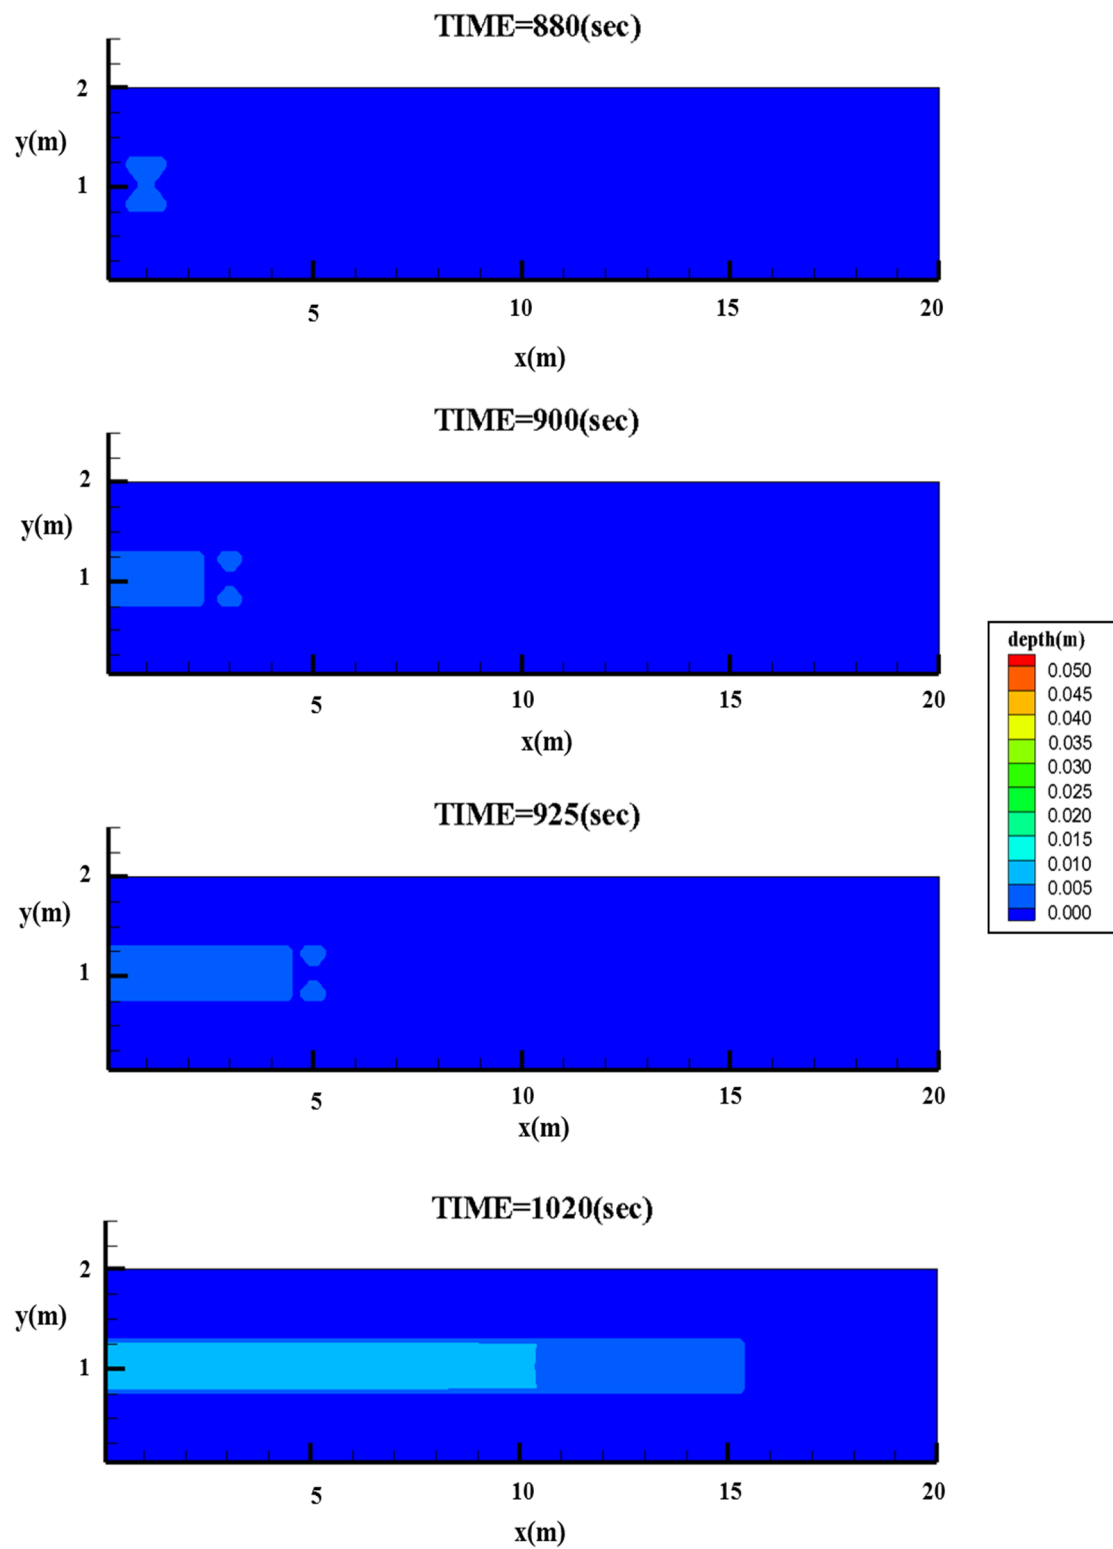 TIME=880(sec)
2
y(m)
1
5
10
15
20
x(m)
TIME=900(sec)
2
y(m)
1
5
10
15
20
x(m)
depth(m)
0.050
0.045
0.040
0.035
0.030
0.025
0.020
0.015
0.010
0.005
0.000
TIME=925(sec)
2
y(m)
1
5
10
15
20
x(m)
TIME=1020(sec)
2
y(m)
1
5
10
15
20
x(m)